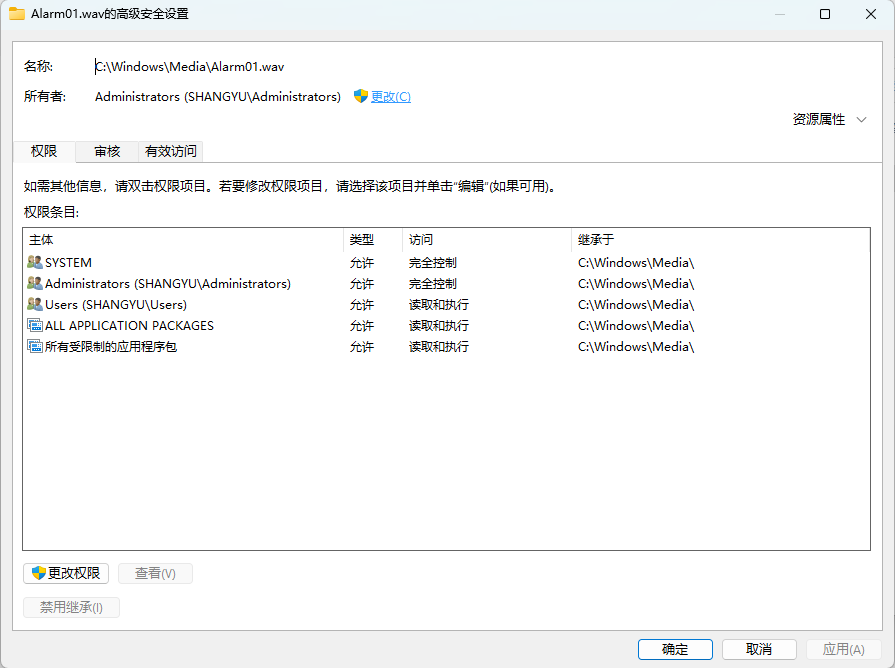 Alarm01.wav的高级安全设置
名称: C:\Windows\Media\Alarm01.wav
所有者: Administrators (SHANGYU\Administrators) 更改(C)
资源属性
权限 审核 有效访问
如需其他信息，请双击权限项目。若要修改权限项目，请选择该项目并单击“编辑”(如果可用)。
权限条目:
主体 类型 访问 继承于
SYSTEM 允许 完全控制 C:\Windows\Media\
Administrators (SHANGYU\Administrators) 允许 完全控制 C:\Windows\Media\
Users (SHANGYU\Users) 允许 读取和执行 C:\Windows\Media\
ALL APPLICATION PACKAGES 允许 读取和执行 C:\Windows\Media\
所有受限制的应用程序包 允许 读取和执行 C:\Windows\Media\
更改权限 查看(V)
禁用继承(I)
确定 取消 应用(A)